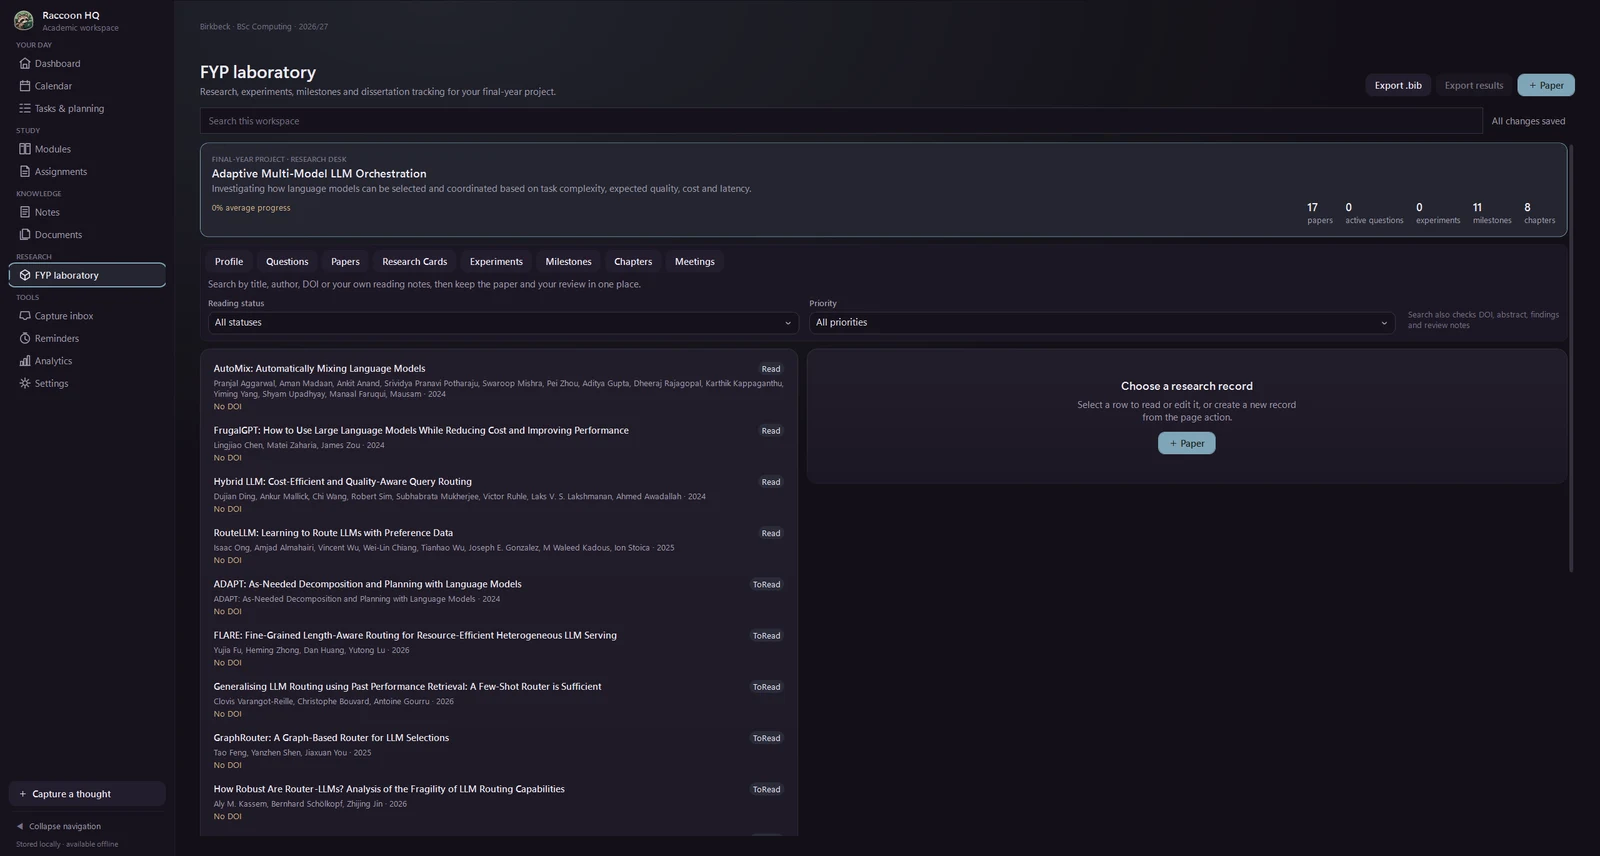 Raccoon HQ
Academic workspace
YOUR DAY
Dashboard
Calendar
Tasks & planning
STUDY
Modules
Assignments
KNOWLEDGE
Notes
Documents
RESEARCH
FYP laboratory
TOOLS
Capture inbox
Reminders
Analytics
Settings
+ Capture a thought
Collapse navigation
Stored locally · available offline
Birkbeck · BSc Computing · 2026/27
FYP laboratory
Research, experiments, milestones and dissertation tracking for your final-year project.
Export .bib
Export results
+ Paper
Search this workspace
All changes saved
FINAL-YEAR PROJECT · RESEARCH DESK
Adaptive Multi-Model LLM Orchestration
Investigating how language models can be selected and coordinated based on task complexity, expected quality, cost and latency.
0% average progress
17 papers
0 active questions
0 experiments
11 milestones
8 chapters
Profile
Questions
Papers
Research Cards
Experiments
Milestones
Chapters
Meetings
Search by title, author, DOI or your own reading notes, then keep the paper and your review in one place.
Reading status
All statuses
Priority
All priorities
Search also checks DOI, abstract, findings
and review notes
AutoMix: Automatically Mixing Language Models
Read
Pranjal Aggarwal, Aman Madaan, Ankit Anand, Srividya Pranavi Potharaju, Swaroop Mishra, Pei Zhou, Aditya Gupta, Dheeraj Rajagopal, Karthik Kappaganthu,
Yiming Yang, Shyam Upadhyay, Manaal Faruqui, Mausam · 2024
No DOI
FrugalGPT: How to Use Large Language Models While Reducing Cost and Improving Performance
Read
Lingjiao Chen, Matei Zaharia, James Zou · 2024
No DOI
Hybrid LLM: Cost-Efficient and Quality-Aware Query Routing
Read
Dujian Ding, Ankur Mallick, Chi Wang, Robert Sim, Subhabrata Mukherjee, Victor Ruhle, Laks V. S. Lakshmanan, Ahmed Awadallah · 2024
No DOI
RouteLLM: Learning to Route LLMs with Preference Data
Read
Isaac Ong, Amjad Almahairi, Vincent Wu, Wei-Lin Chiang, Tianhao Wu, Joseph E. Gonzalez, M Waleed Kadous, Ion Stoica · 2025
No DOI
ADAPT: As-Needed Decomposition and Planning with Language Models
ToRead
ADAPT: As-Needed Decomposition and Planning with Language Models · 2024
No DOI
FLARE: Fine-Grained Length-Aware Routing for Resource-Efficient Heterogeneous LLM Serving
ToRead
Yujia Fu, Heming Zhong, Dan Huang, Yutong Lu · 2026
No DOI
Generalising LLM Routing using Past Performance Retrieval: A Few-Shot Router is Sufficient
ToRead
Clovis Varangot-Reille, Christophe Bouvard, Antoine Gourru · 2026
No DOI
GraphRouter: A Graph-Based Router for LLM Selections
ToRead
Tao Feng, Yanzhen Shen, Jiaxuan You · 2025
No DOI
How Robust Are Router-LLMs? Analysis of the Fragility of LLM Routing Capabilities
ToRead
Aly M. Kassem, Bernhard Schölkopf, Zhijing Jin · 2026
No DOI
Choose a research record
Select a row to read or edit it, or create a new record
from the page action.
+ Paper